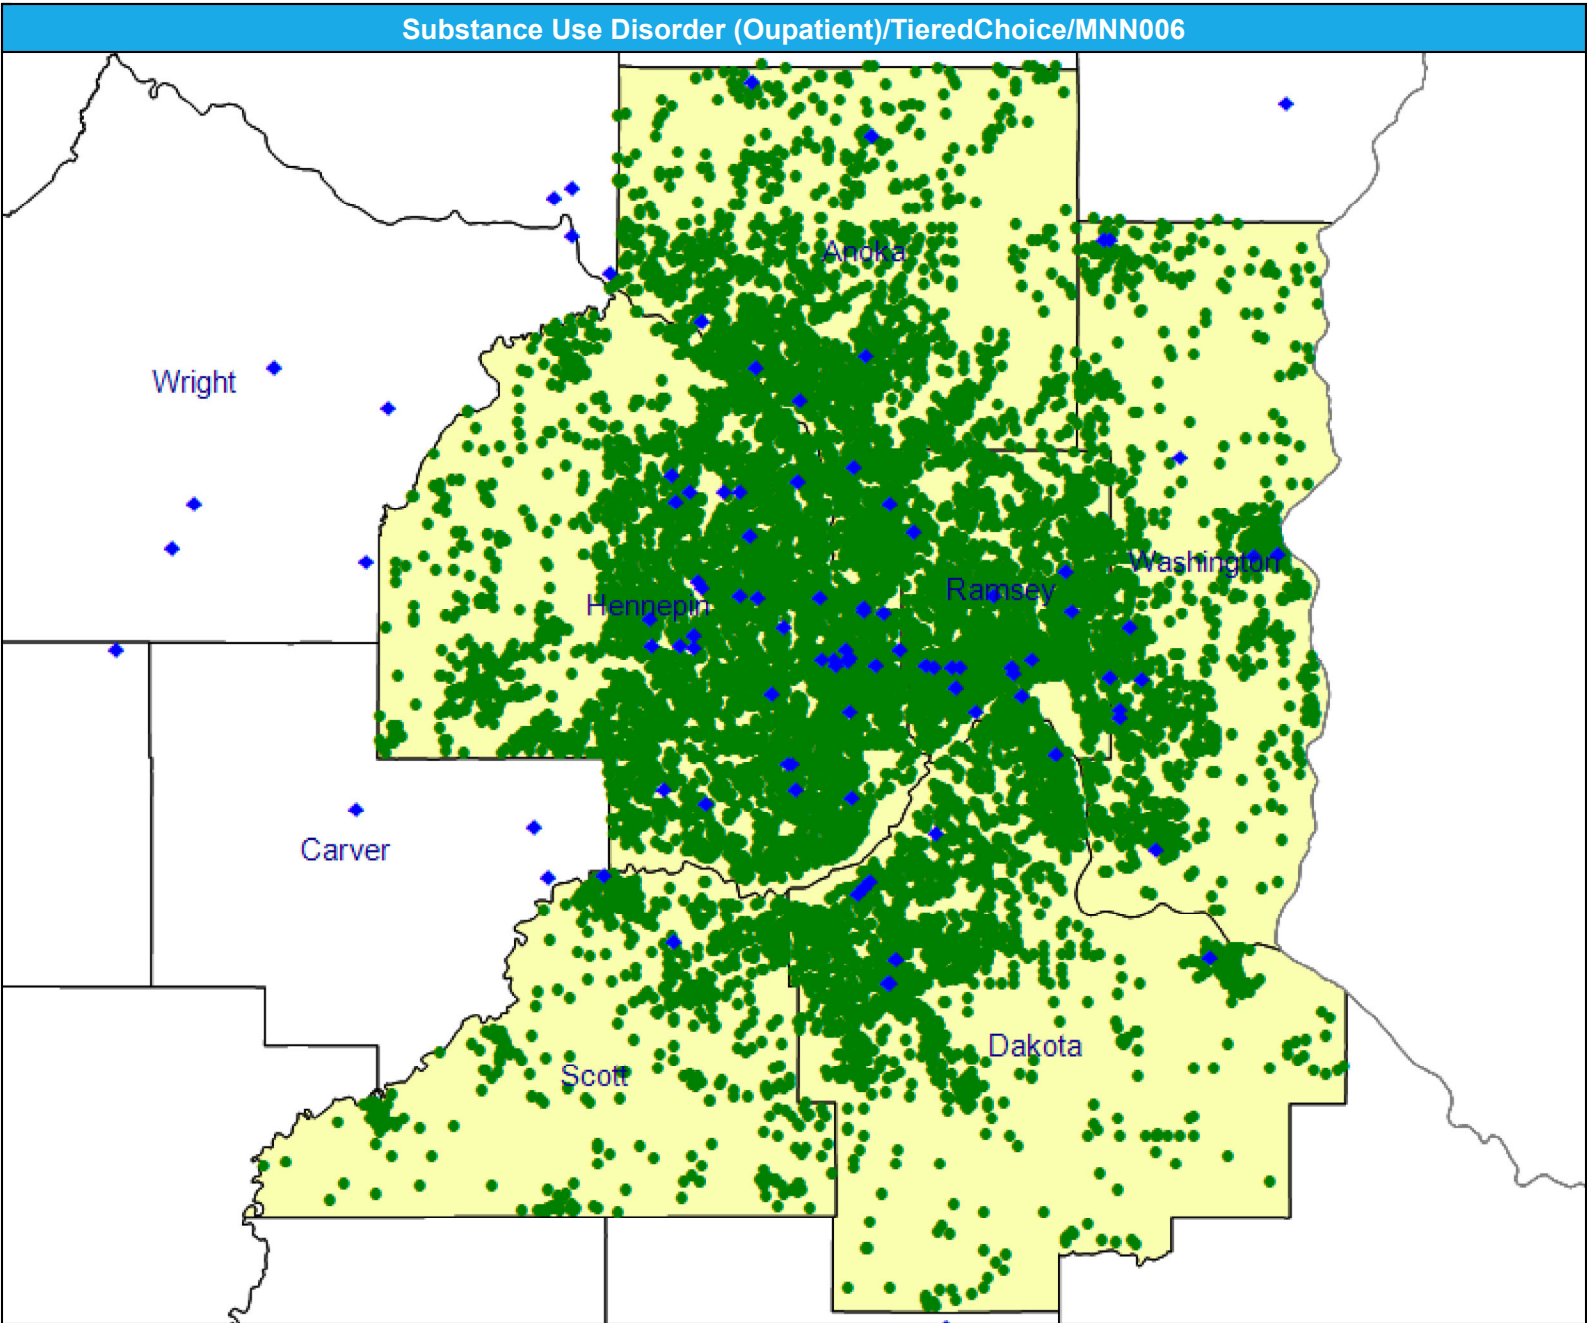 Substance Use Disorder (Oupatient)/TieredChoice/MNN006
Anoka
Wright
Washington
Ramsey
Hennepin
Carver
Dakota
Scott